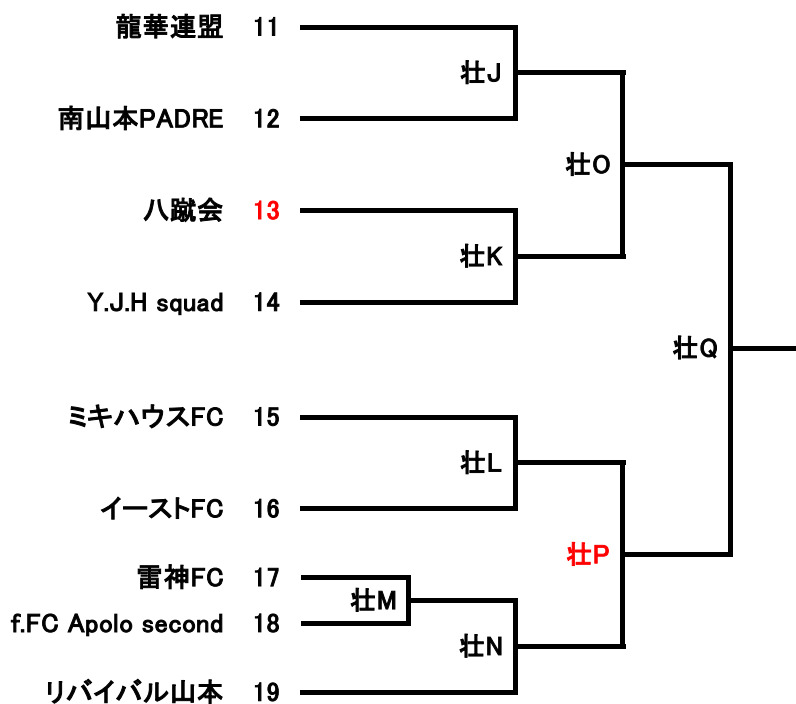 龍華連盟 11
壮J
南山本PADRE 12
壮O
八蹴会 13
壮K
Y.J.H squad 14
壮Q
ミキハウスFC 15
壮L
イーストFC 16
壮P
雷神FC 17
壮M
f.FC Apolo second 18
壮N
リバイバル山本 19